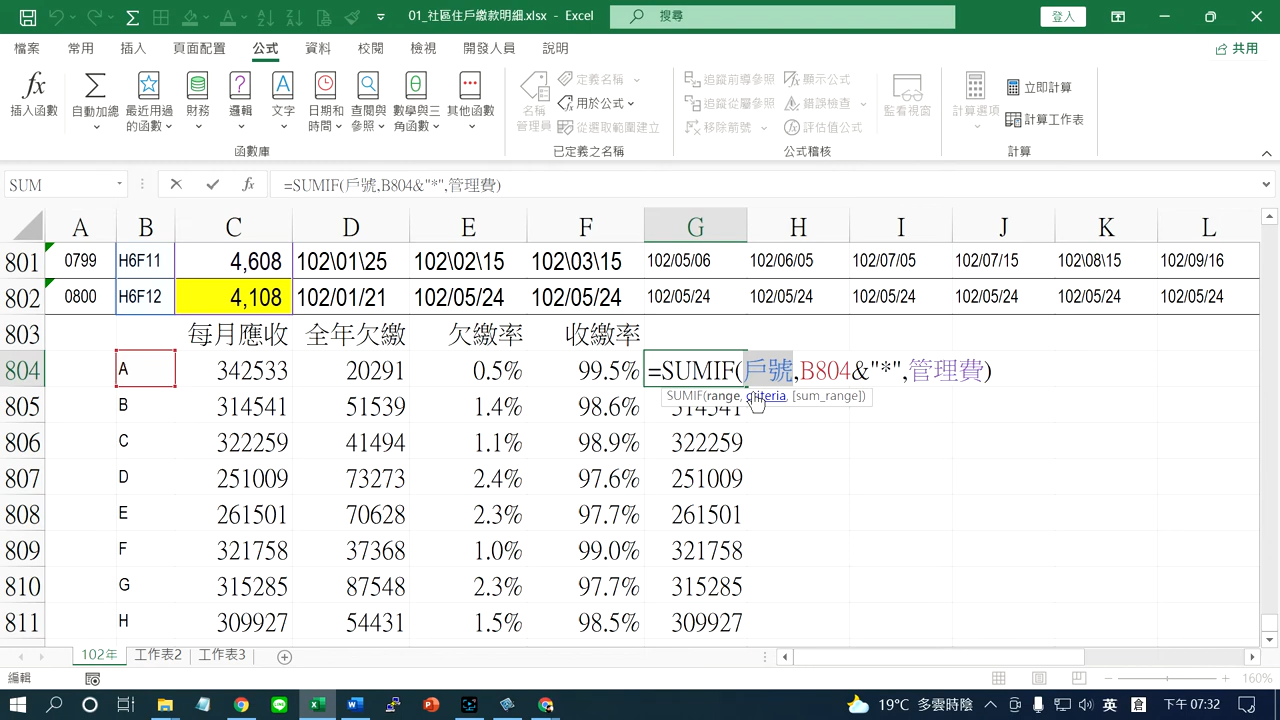 01_社區住戶繳款明細.xlsx - Excel
搜尋
登入
檔案 常用 插入 頁面配置 公式 資料 校閱 檢視 開發人員 說明
共用
插入函數
自動加總
最近用過的函數
財務
邏輯
文字
日期和時間
查閱與參照
數學與三角函數
其他函數
函數庫
名稱管理員
定義名稱
用於公式
從選取範圍建立
已定義之名稱
追蹤前導參照
追蹤從屬參照
移除箭號
顯示公式
錯誤檢查
評估值公式
公式稽核
監看視窗
計算選項
立即計算
計算工作表
計算
SUM
fx
=SUMIF(戶號,B804&"*",管理費)
A B C D E F G H I J K L
801 0799 H6F11 4,608 102\01\25 102\02\15 102\03\15 102/05/06 102/06/05 102/07/05 102/07/15 102\08\15 102/09/16
802 0800 H6F12 4,108 102/01/21 102/05/24 102/05/24 102/05/24 102/05/24 102/05/24 102/05/24 102/05/24 102/05/24
803 每月應收 全年欠繳 欠繳率 收繳率
804 A 342533 20291 0.5% 99.5% =SUMIF(戶號,B804&"*",管理費)
SUMIF(range, criteria, [sum_range])
805 B 314541 51539 1.4% 98.6% 314541
806 C 322259 41494 1.1% 98.9% 322259
807 D 251009 73273 2.4% 97.6% 251009
808 E 261501 70628 2.3% 97.7% 261501
809 F 321758 37368 1.0% 99.0% 321758
810 G 315285 87548 2.3% 97.7% 315285
811 H 309927 54431 1.5% 98.5% 309927
102年 工作表2 工作表3
編輯
160%
19°C 多雲時陰
英
倉
下午 07:32